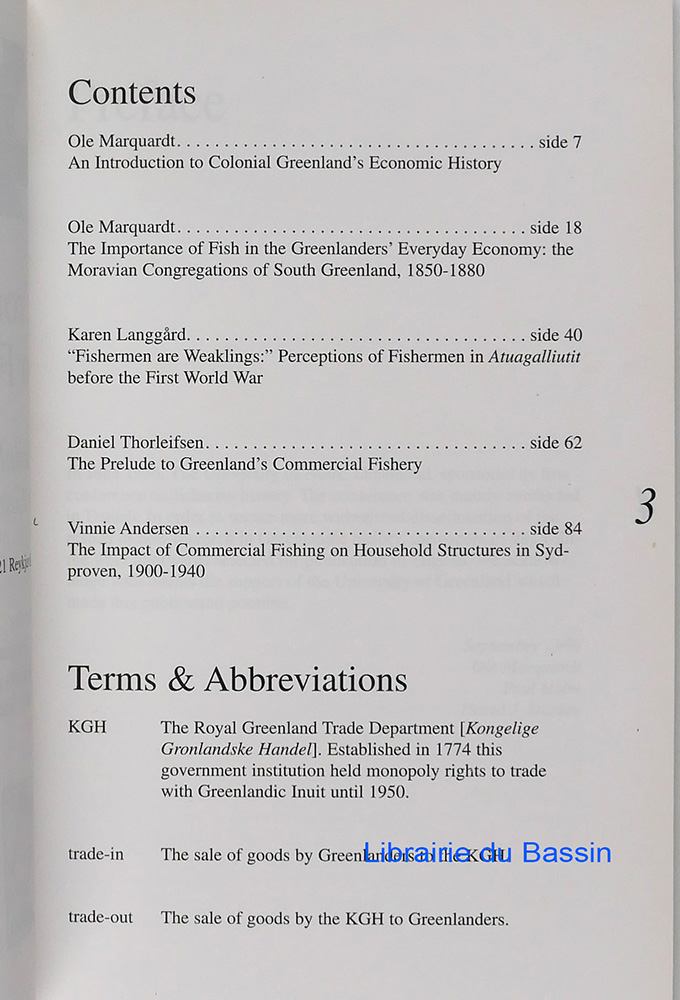 Contents
Ole Marquardt. . . . . . . . . . . . . . . . . . . . . . . . . . . . . . . . . . . . . . side 7
An Introduction to Colonial Greenland's Economic History
Ole Marquardt. . . . . . . . . . . . . . . . . . . . . . . . . . . . . . . . . . . . . side 18
The Importance of Fish in the Greenlanders' Everyday Economy: the
Moravian Congregations of South Greenland, 1850-1880
Karen Langgård. . . . . . . . . . . . . . . . . . . . . . . . . . . . . . . . . . . . side 40
“Fishermen are Weaklings:” Perceptions of Fishermen in Atuagalliutit
before the First World War
Daniel Thorleifsen. . . . . . . . . . . . . . . . . . . . . . . . . . . . . . . . . . side 62
The Prelude to Greenland's Commercial Fishery
Vinnie Andersen . . . . . . . . . . . . . . . . . . . . . . . . . . . . . . . . . . . side 84
The Impact of Commercial Fishing on Household Structures in Syd-
proven, 1900-1940
3
Terms & Abbreviations
KGH The Royal Greenland Trade Department [Kongelige
Gronlandske Handel]. Established in 1774 this
government institution held monopoly rights to trade
with Greenlandic Inuit until 1950.
trade-in The sale of goods by Greenlanders to the KGH.
Librairie du Bassin
trade-out The sale of goods by the KGH to Greenlanders.